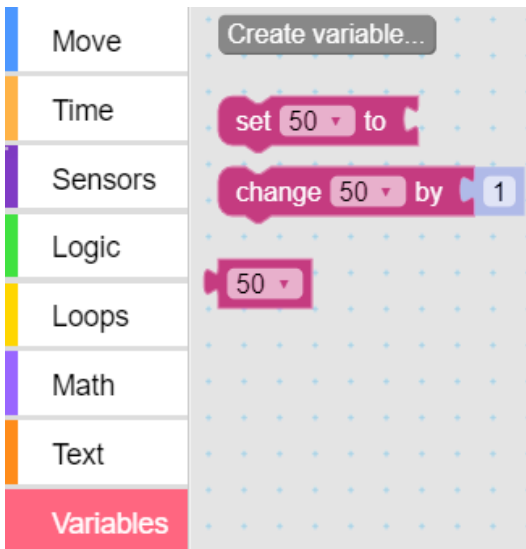 Move
Time
Sensors
Logic
Loops
Math
Text
Variables
Create variable...
set 50 to
change 50 by 1
50